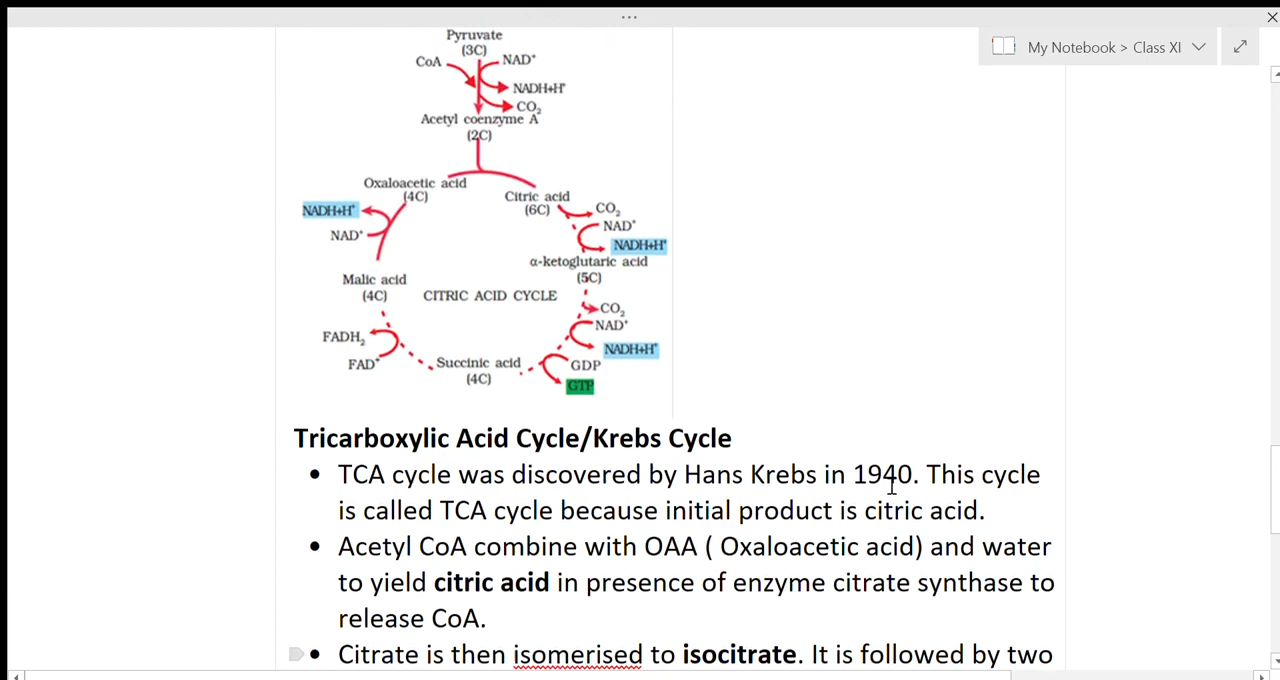 ...
My Notebook > Class XI
Pyruvate
(3C)
CoA
NAD⁺
NADH+H⁺
CO₂
Acetyl coenzyme A
(2C)
Oxaloacetic acid
(4C)
Citric acid
(6C)
CO₂
NADH+H⁺
NAD⁺
NAD⁺
NADH+H⁺
α-ketoglutaric acid
(5C)
Malic acid
(4C)
CITRIC ACID CYCLE
CO₂
NAD⁺
NADH+H⁺
FADH₂
FAD⁺
Succinic acid
(4C)
GDP
GTP
Tricarboxylic Acid Cycle/Krebs Cycle
• TCA cycle was discovered by Hans Krebs in 1940. This cycle
is called TCA cycle because initial product is citric acid.
• Acetyl CoA combine with OAA ( Oxaloacetic acid) and water
to yield citric acid in presence of enzyme citrate synthase to
release CoA.
• Citrate is then isomerised to isocitrate. It is followed by two